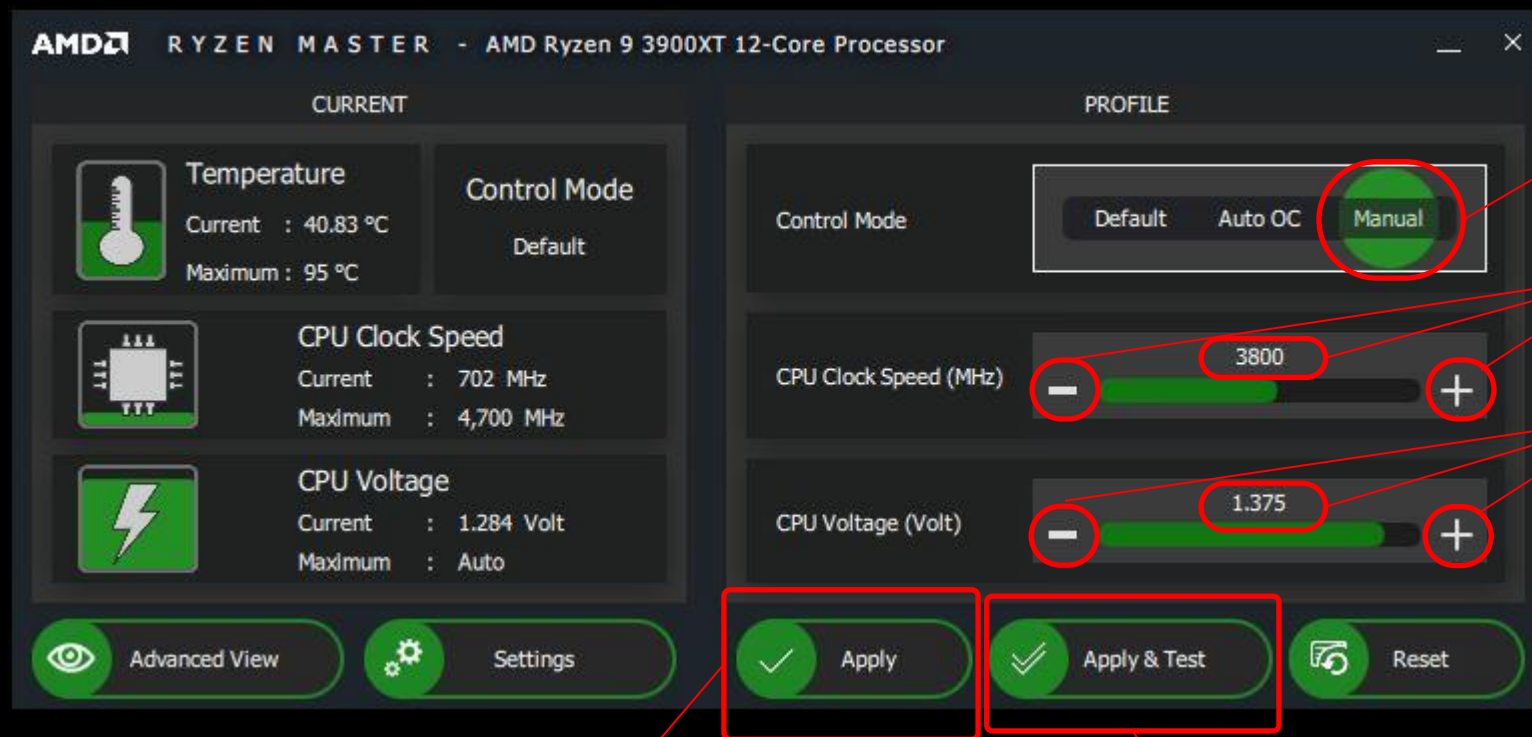 AMD RYZEN MASTER - AMD Ryzen 9 3900XT 12-Core Processor
CURRENT
Temperature
Current : 40.83 °C
Maximum : 95 °C
Control Mode
Default
CPU Clock Speed
Current : 702 MHz
Maximum : 4,700 MHz
CPU Voltage
Current : 1.284 Volt
Maximum : Auto
Advanced View
Settings
PROFILE
Control Mode
Default Auto OC Manual
CPU Clock Speed (MHz)
3800
CPU Voltage (Volt)
1.375
Apply
Apply & Test
Reset